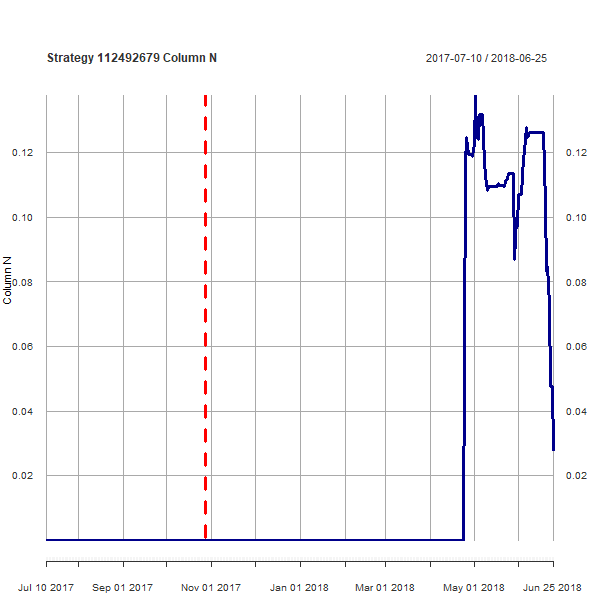 Strategy 112492679 Column N
2017-07-10 / 2018-06-25
Column N
0.12
0.10
0.08
0.06
0.04
0.02
0.12
0.10
0.08
0.06
0.04
0.02
Jul 10 2017
Sep 01 2017
Nov 01 2017
Jan 01 2018
Mar 01 2018
May 01 2018
Jun 25 2018